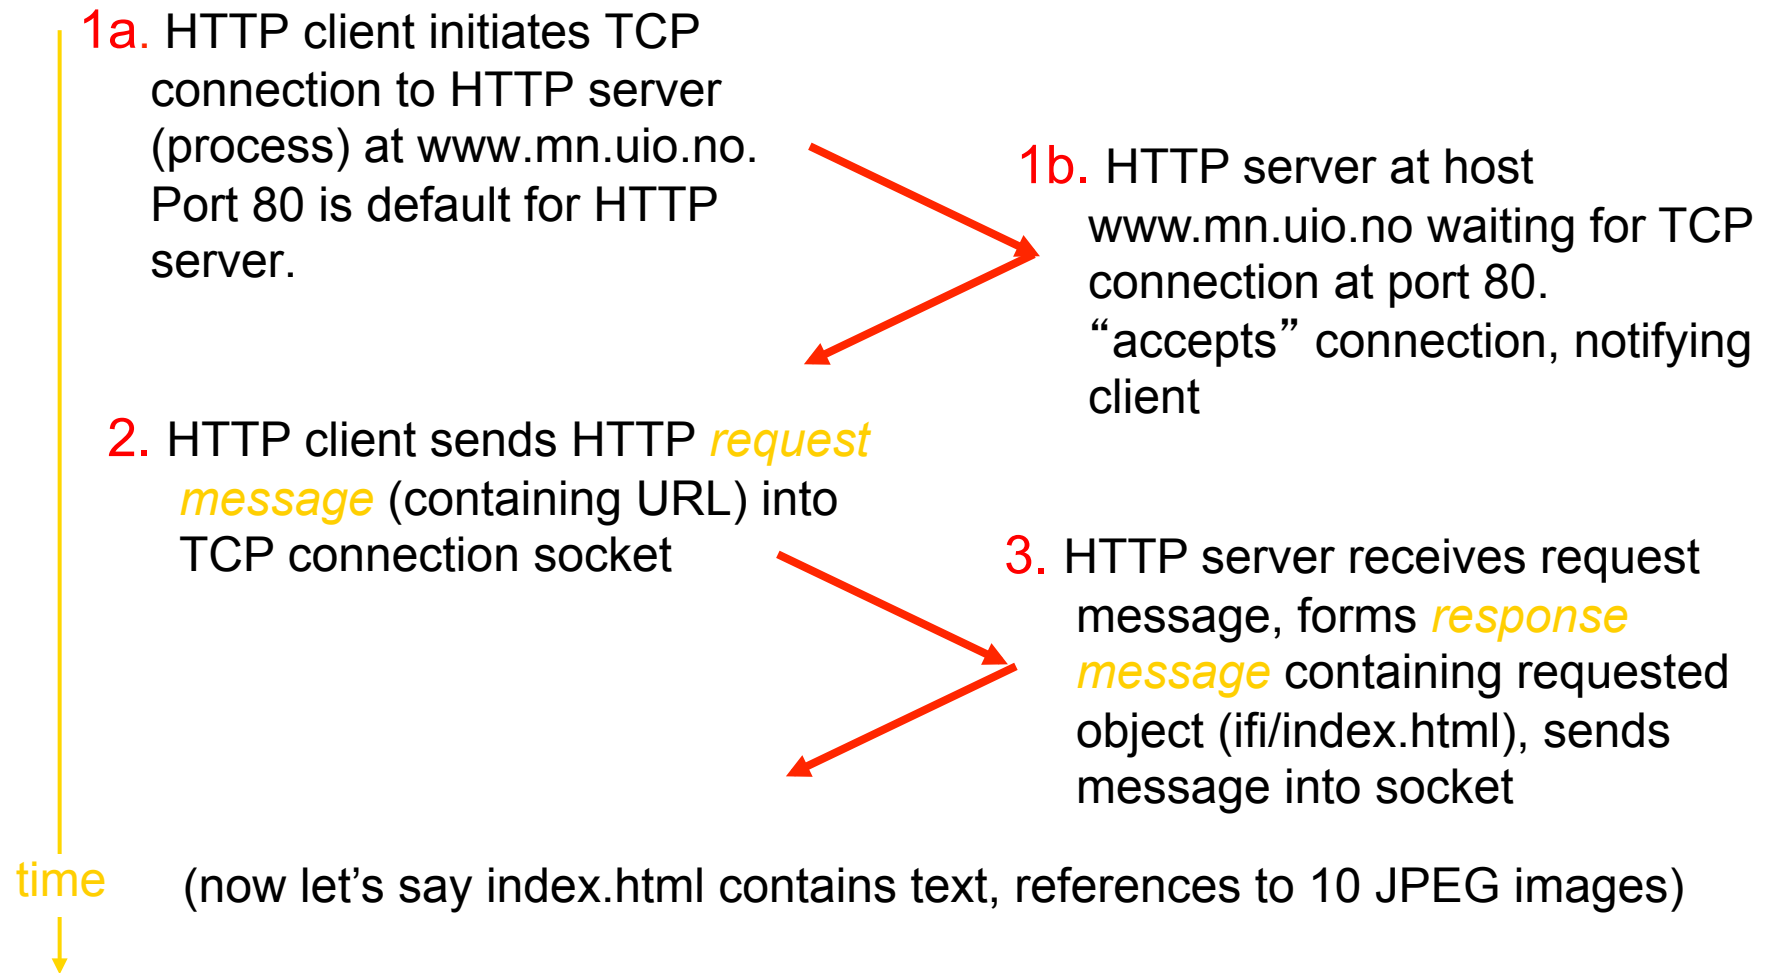 1a. HTTP client initiates TCP
connection to HTTP server
(process) at www.mn.uio.no.
Port 80 is default for HTTP
server.
1b. HTTP server at host
www.mn.uio.no waiting for TCP
connection at port 80.
“accepts” connection, notifying
client
2. HTTP client sends HTTP request
message (containing URL) into
TCP connection socket
3. HTTP server receives request
message, forms response
message containing requested
object (ifi/index.html), sends
message into socket
time
(now let’s say index.html contains text, references to 10 JPEG images)